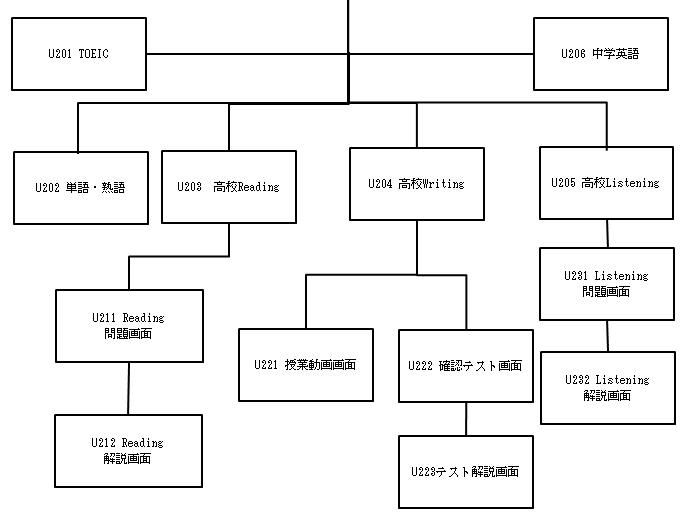 U201 TOEIC
U206 中学英語
U202 単語・熟語
U203 高校Reading
U204 高校Writing
U205 高校Listening
U211 Reading
問題画面
U231 Listening
問題画面
U221 授業動画画面
U222 確認テスト画面
U232 Listening
解説画面
U212 Reading
解説画面
U223テスト解説画面